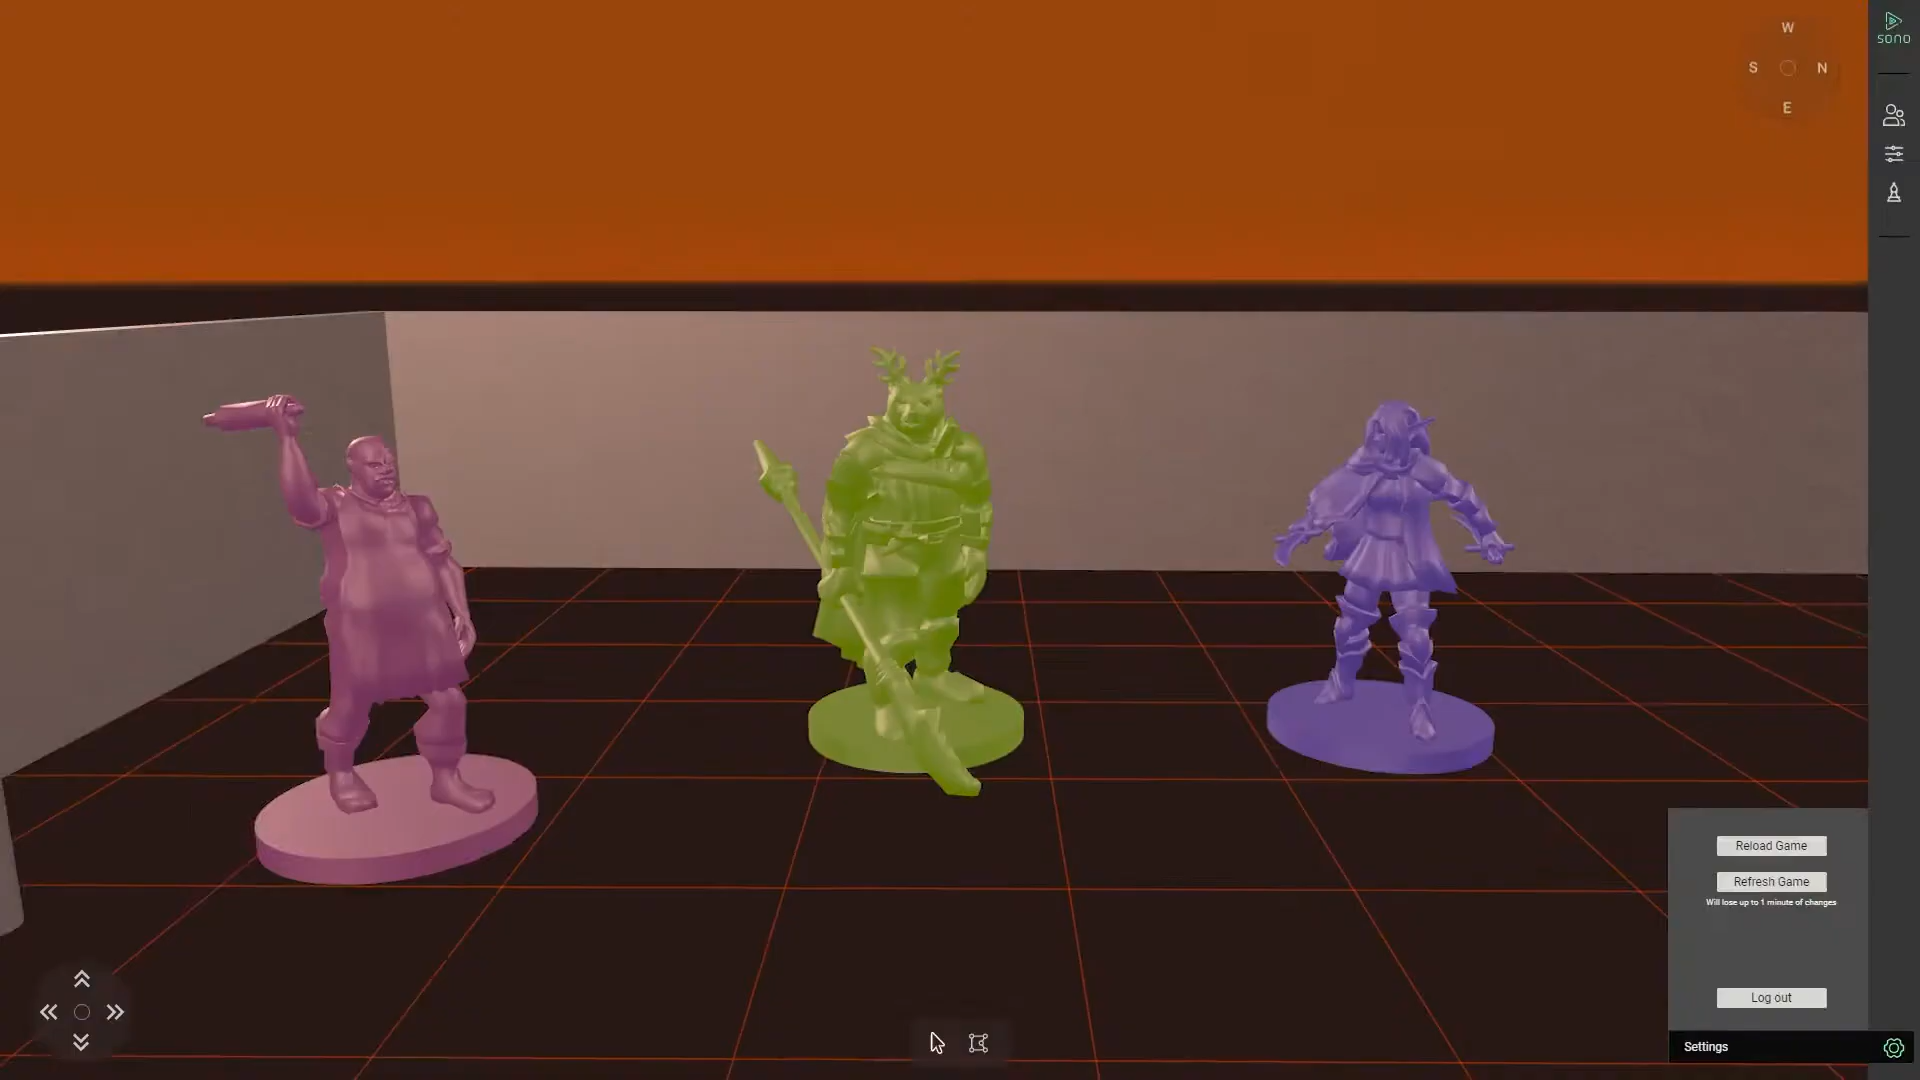 W
S
N
E
sono
Reload Game
Refresh Game
Will lose up to 1 minute of changes
Log out
Settings